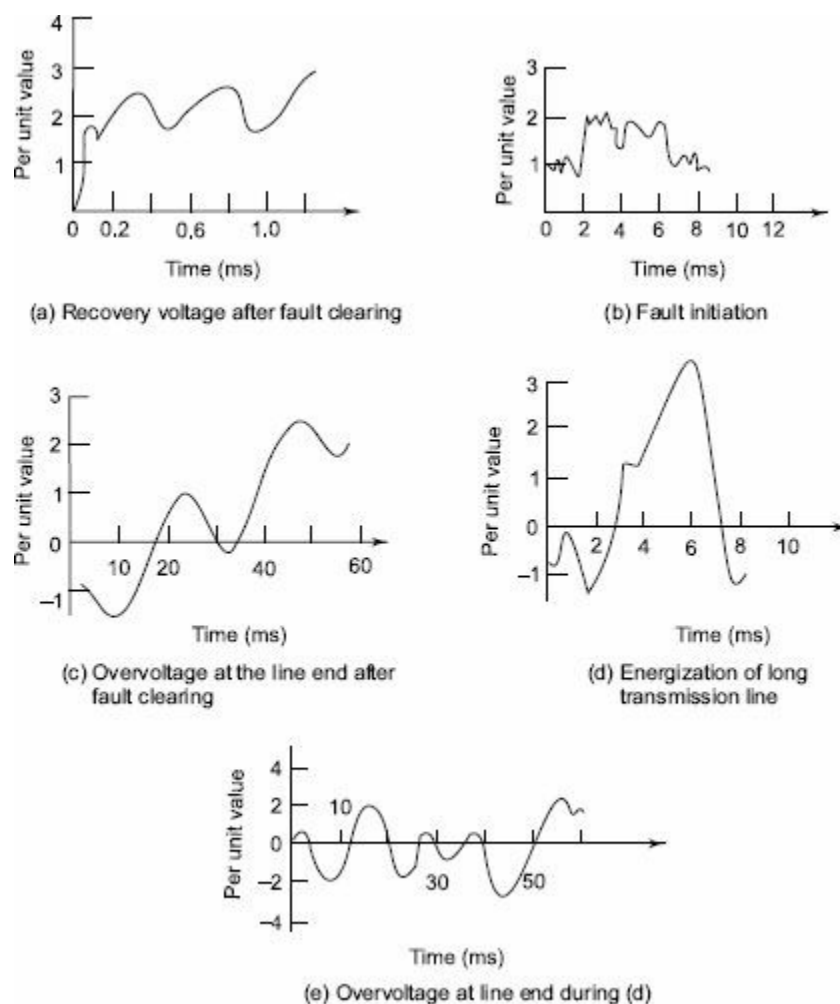 4
3
2
1
0
0.2
0.6
1.0
Per unit value
Time (ms)
(a) Recovery voltage after fault clearing
3
2
1
0
2
4
6
8
10
12
Per unit value
Time (ms)
(b) Fault initiation
3
2
1
0
–1
10
20
40
60
Per unit value
Time (ms)
(c) Overvoltage at the line end after
fault clearing
3
2
1
0
–1
2
4
6
8
10
Per unit value
Time (ms)
(d) Energization of long
transmission line
4
2
0
–2
–4
10
30
50
Per unit value
Time (ms)
(e) Overvoltage at line end during (d)